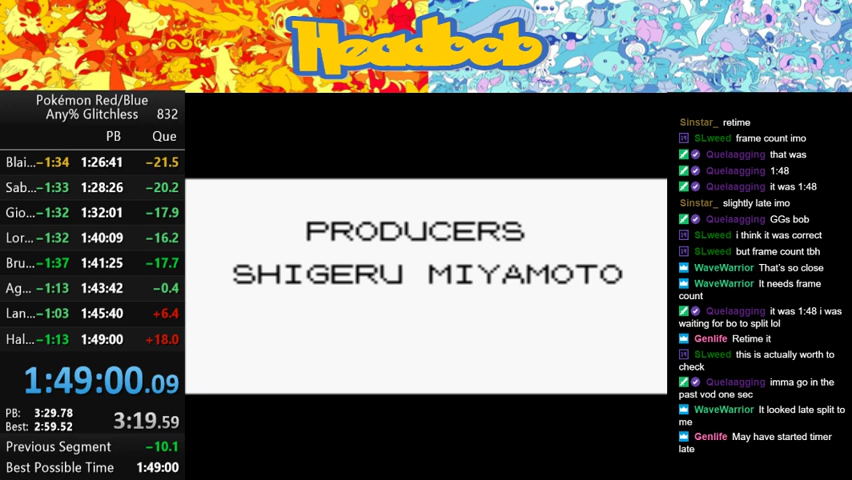 Headbob
Pokémon Red/Blue
Any% Glitchless 832
PB Que
Blai... −1:34 1:26:41 −21.5
Sab... −1:33 1:28:26 −20.2
Gio... −1:32 1:32:01 −17.9
Lor... −1:32 1:40:09 −16.2
Bru... −1:37 1:41:25 −17.7
Ag... −1:13 1:43:42 −0.4
Lan... −1:03 1:45:40 +6.4
Hal... −1:13 1:49:00 +18.0
1:49:00.09
PB: 3:29.78
Best: 2:59.52
3:19.59
Previous Segment −10.1
Best Possible Time 1:49:00
PRODUCERS
SHIGERU MIYAMOTO
Sinstar_ retime
SLweed frame count imo
Quelaagging that was
Quelaagging 1:48
Quelaagging it was 1:48
Sinstar_ slightly late imo
Quelaagging GGs bob
SLweed i think it was correct
SLweed but frame count tbh
WaveWarrior That's so close
WaveWarrior It needs frame
count
Quelaagging it was 1:48 i was
waiting for bo to split lol
Genlife Retime it
SLweed this is actually worth to
check
Quelaagging imma go in the
past vod one sec
WaveWarrior It looked late split to
me
Genlife May have started timer
late